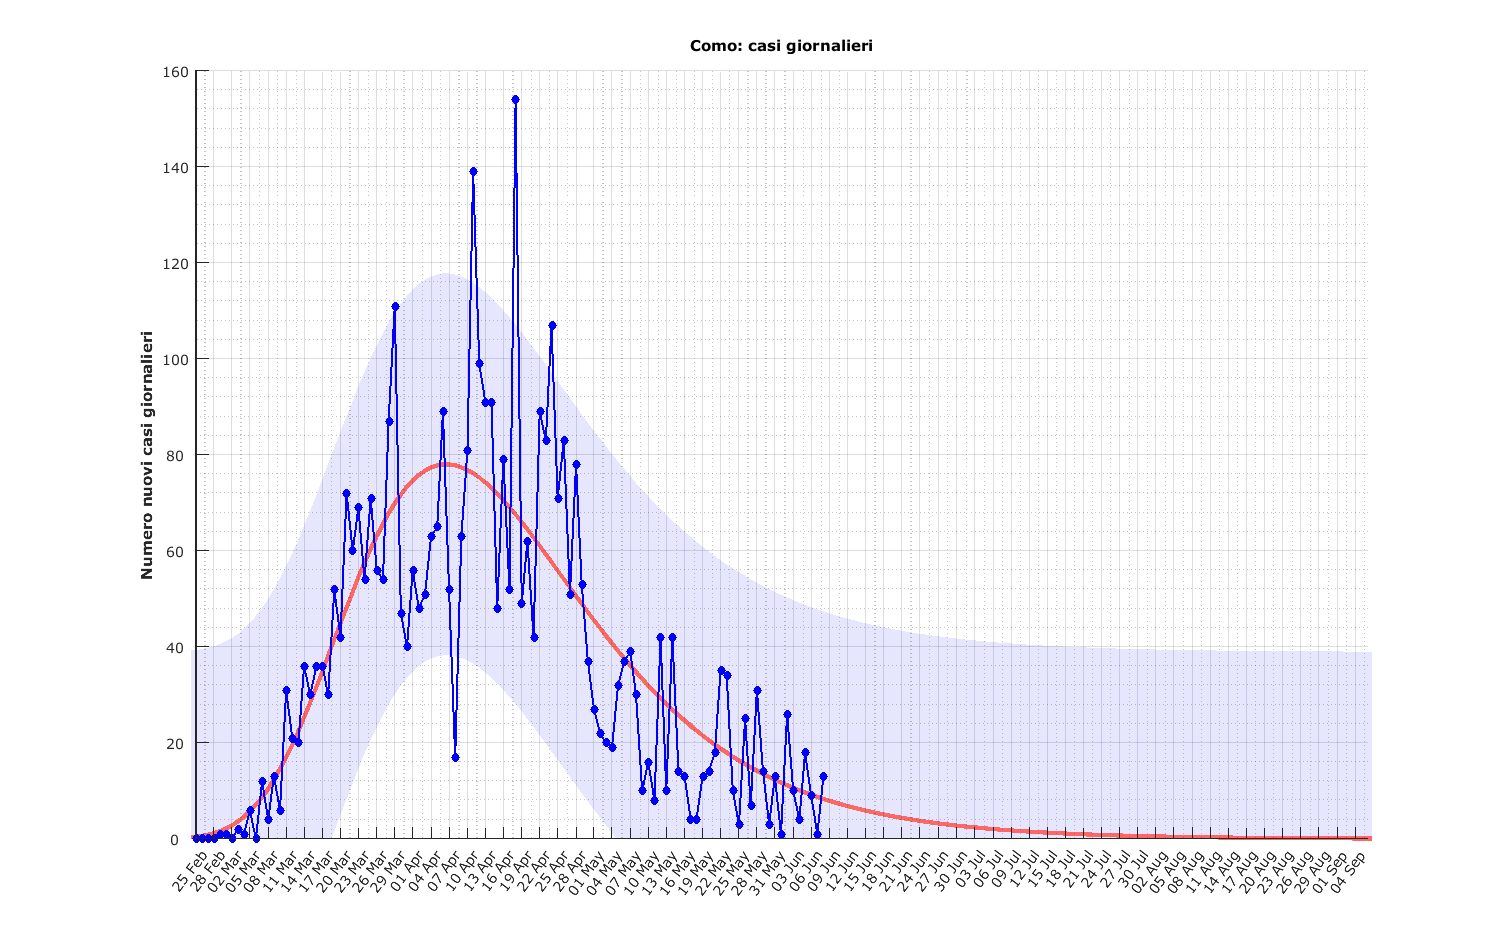 Como: casi giornalieri
Numero nuovi casi giornalieri
160
140
120
100
80
60
40
20
0
25 Feb
28 Feb
02 Mar
05 Mar
08 Mar
11 Mar
14 Mar
17 Mar
20 Mar
23 Mar
26 Mar
29 Mar
01 Apr
04 Apr
07 Apr
10 Apr
13 Apr
16 Apr
19 Apr
22 Apr
25 Apr
28 Apr
01 May
04 May
07 May
10 May
13 May
16 May
19 May
22 May
25 May
28 May
31 May
03 Jun
06 Jun
09 Jun
12 Jun
15 Jun
18 Jun
21 Jun
24 Jun
27 Jun
30 Jun
03 Jul
06 Jul
09 Jul
12 Jul
15 Jul
18 Jul
21 Jul
24 Jul
27 Jul
30 Jul
02 Aug
05 Aug
08 Aug
11 Aug
14 Aug
17 Aug
20 Aug
23 Aug
26 Aug
29 Aug
01 Sep
04 Sep